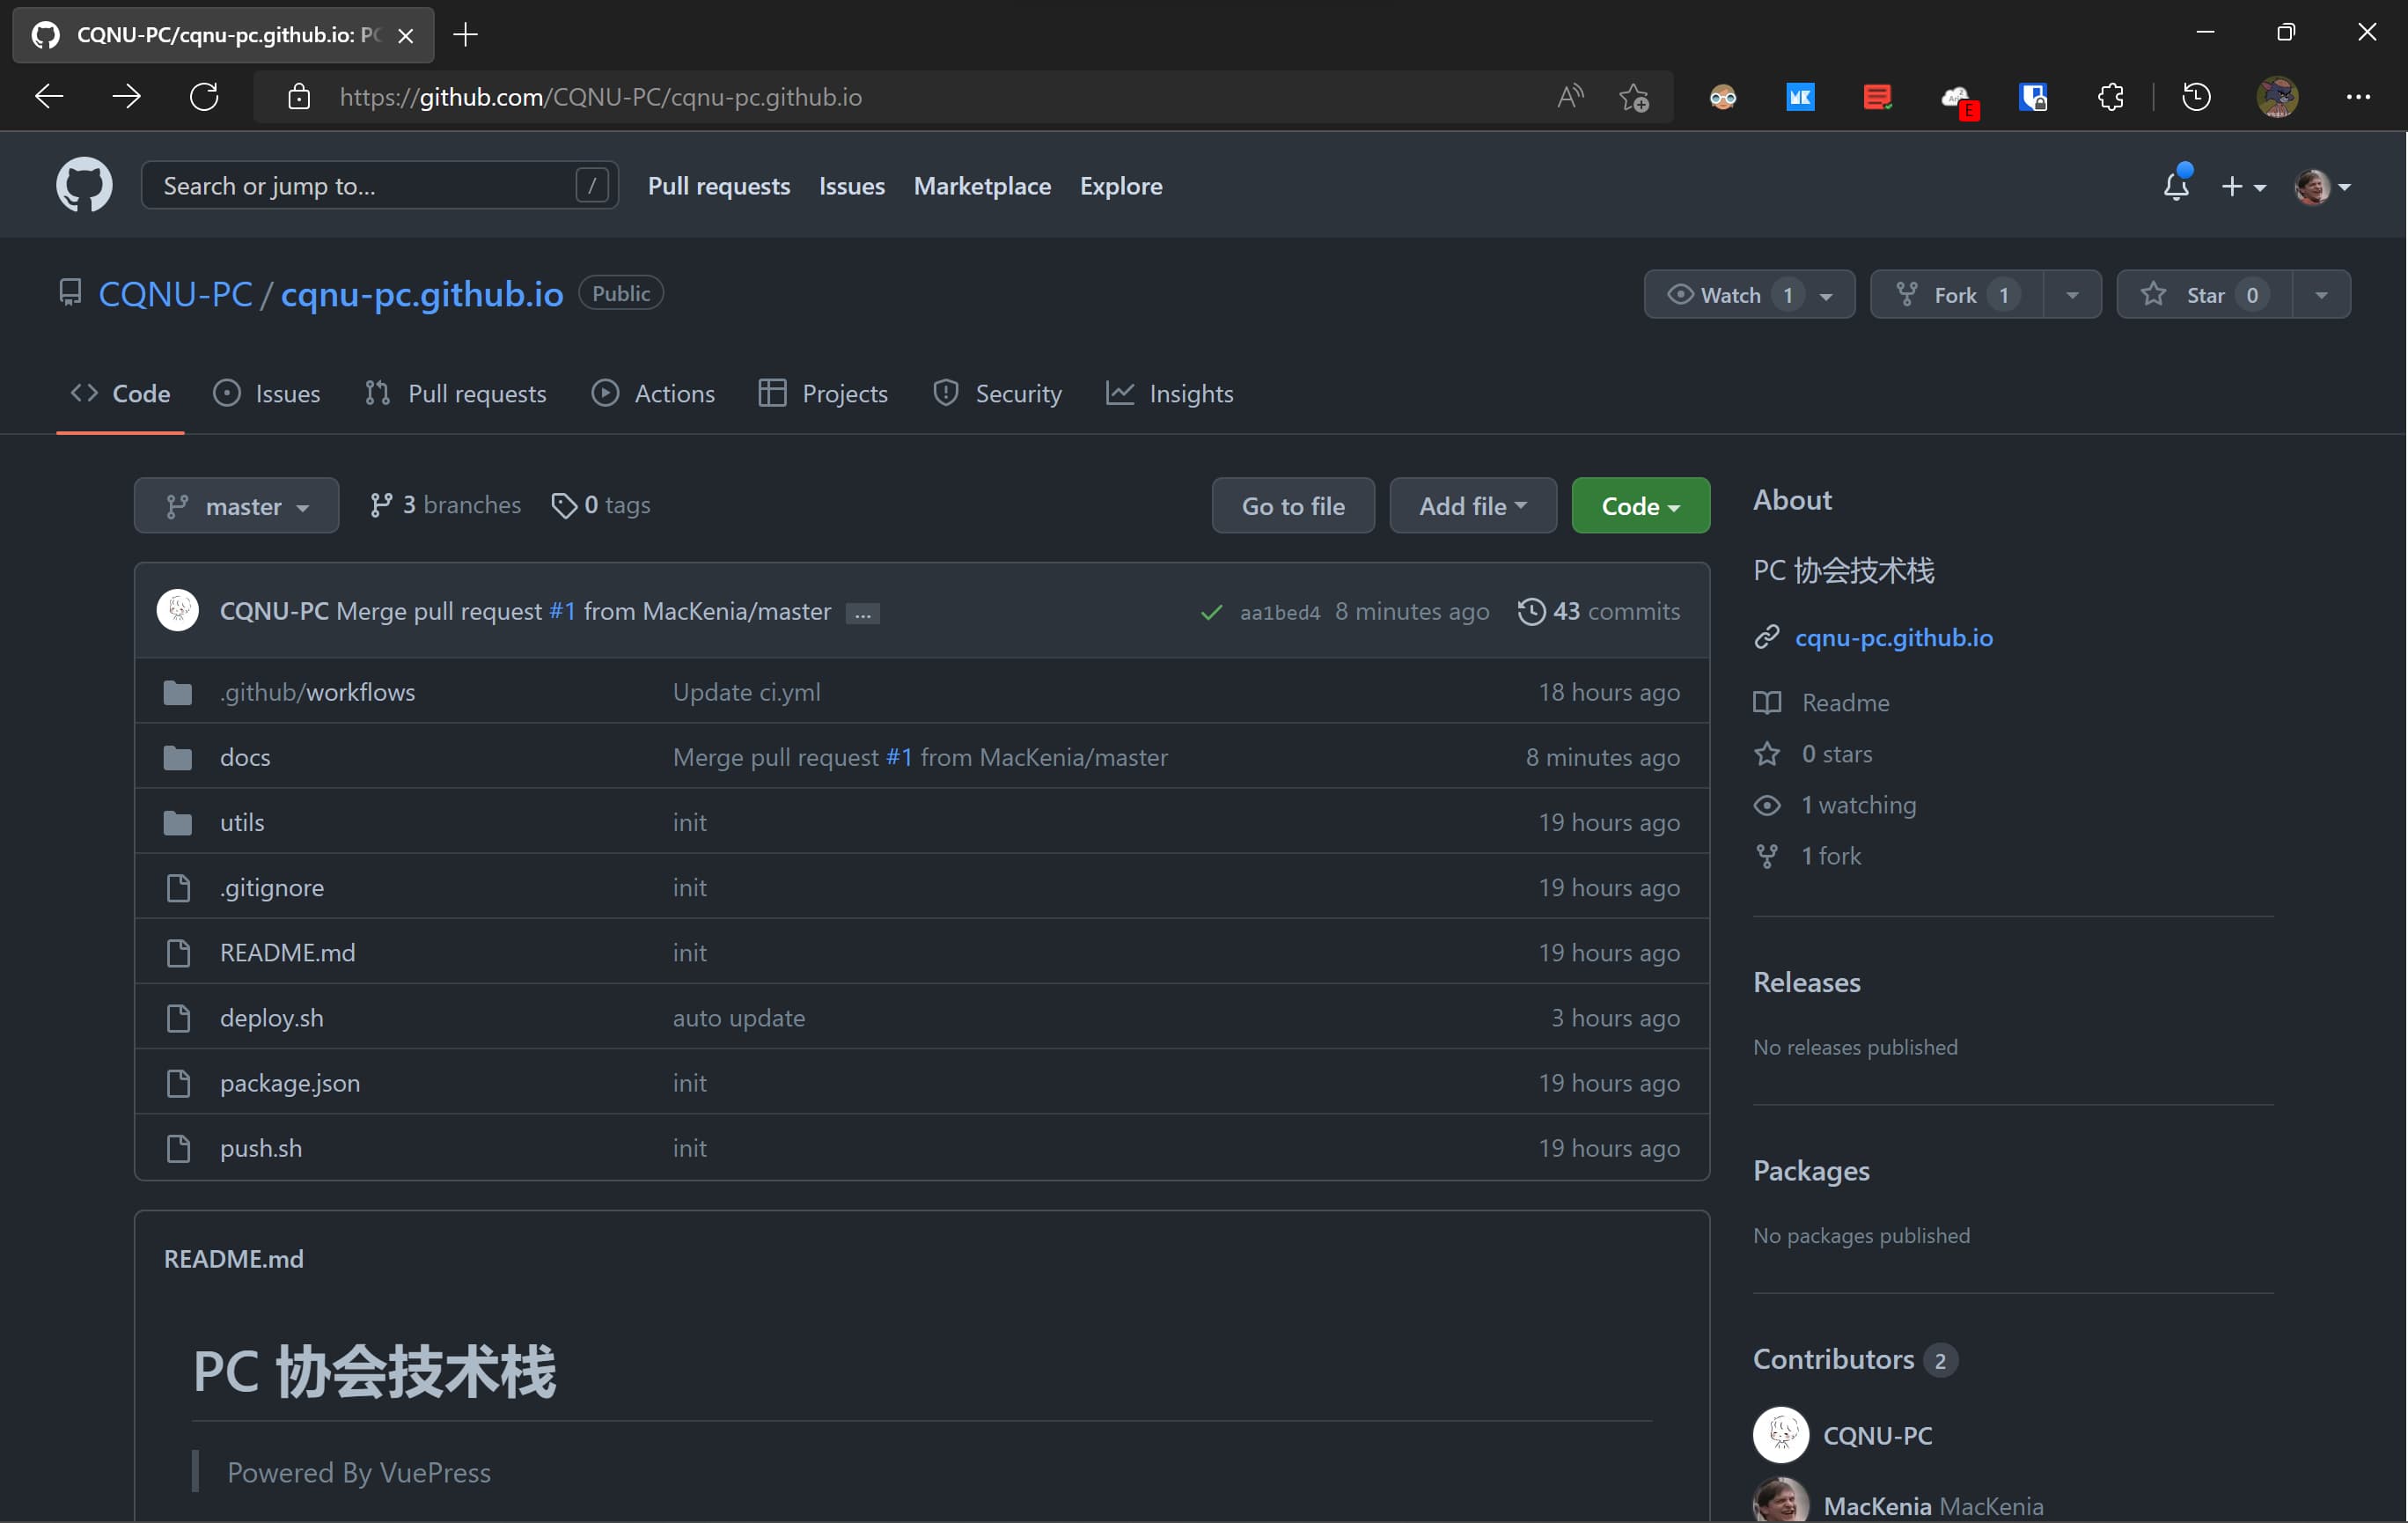 CQNU-PC/cqnu-pc.github.io: PC
https://github.com/CQNU-PC/cqnu-pc.github.io
MK
E
Search or jump to...
/
Pull requests Issues Marketplace Explore
CQNU-PC / cqnu-pc.github.io Public
Watch 1 Fork 1 Star 0
Code Issues Pull requests Actions Projects Security Insights
master 3 branches 0 tags Go to file Add file Code
CQNU-PC Merge pull request #1 from MacKenia/master ... aa1bed4 8 minutes ago 43 commits
.github/workflows Update ci.yml 18 hours ago
docs Merge pull request #1 from MacKenia/master 8 minutes ago
utils init 19 hours ago
.gitignore init 19 hours ago
README.md init 19 hours ago
deploy.sh auto update 3 hours ago
package.json init 19 hours ago
push.sh init 19 hours ago
README.md
PC 协会技术栈
Powered By VuePress
About
PC 协会技术栈
cqnu-pc.github.io
Readme
0 stars
1 watching
1 fork
Releases
No releases published
Packages
No packages published
Contributors 2
CQNU-PC
MacKenia MacKenia